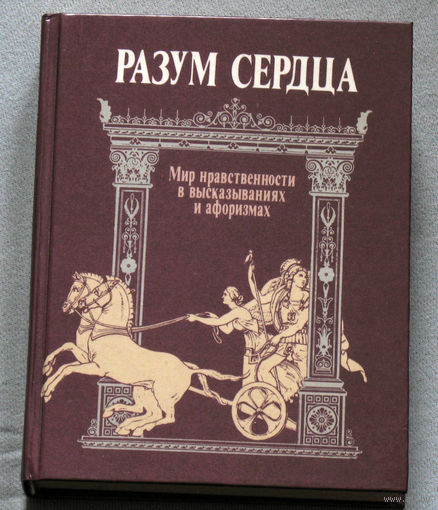 РАЗУМ СЕРДЦА
Мир нравственности
в высказываниях
и афоризмах